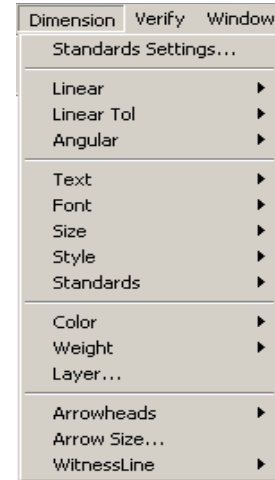 Dimension Verify Window
Standards Settings...
Linear
Linear Tol
Angular
Text
Font
Size
Style
Standards
Color
Weight
Layer...
Arrowheads
Arrow Size...
WitnessLine